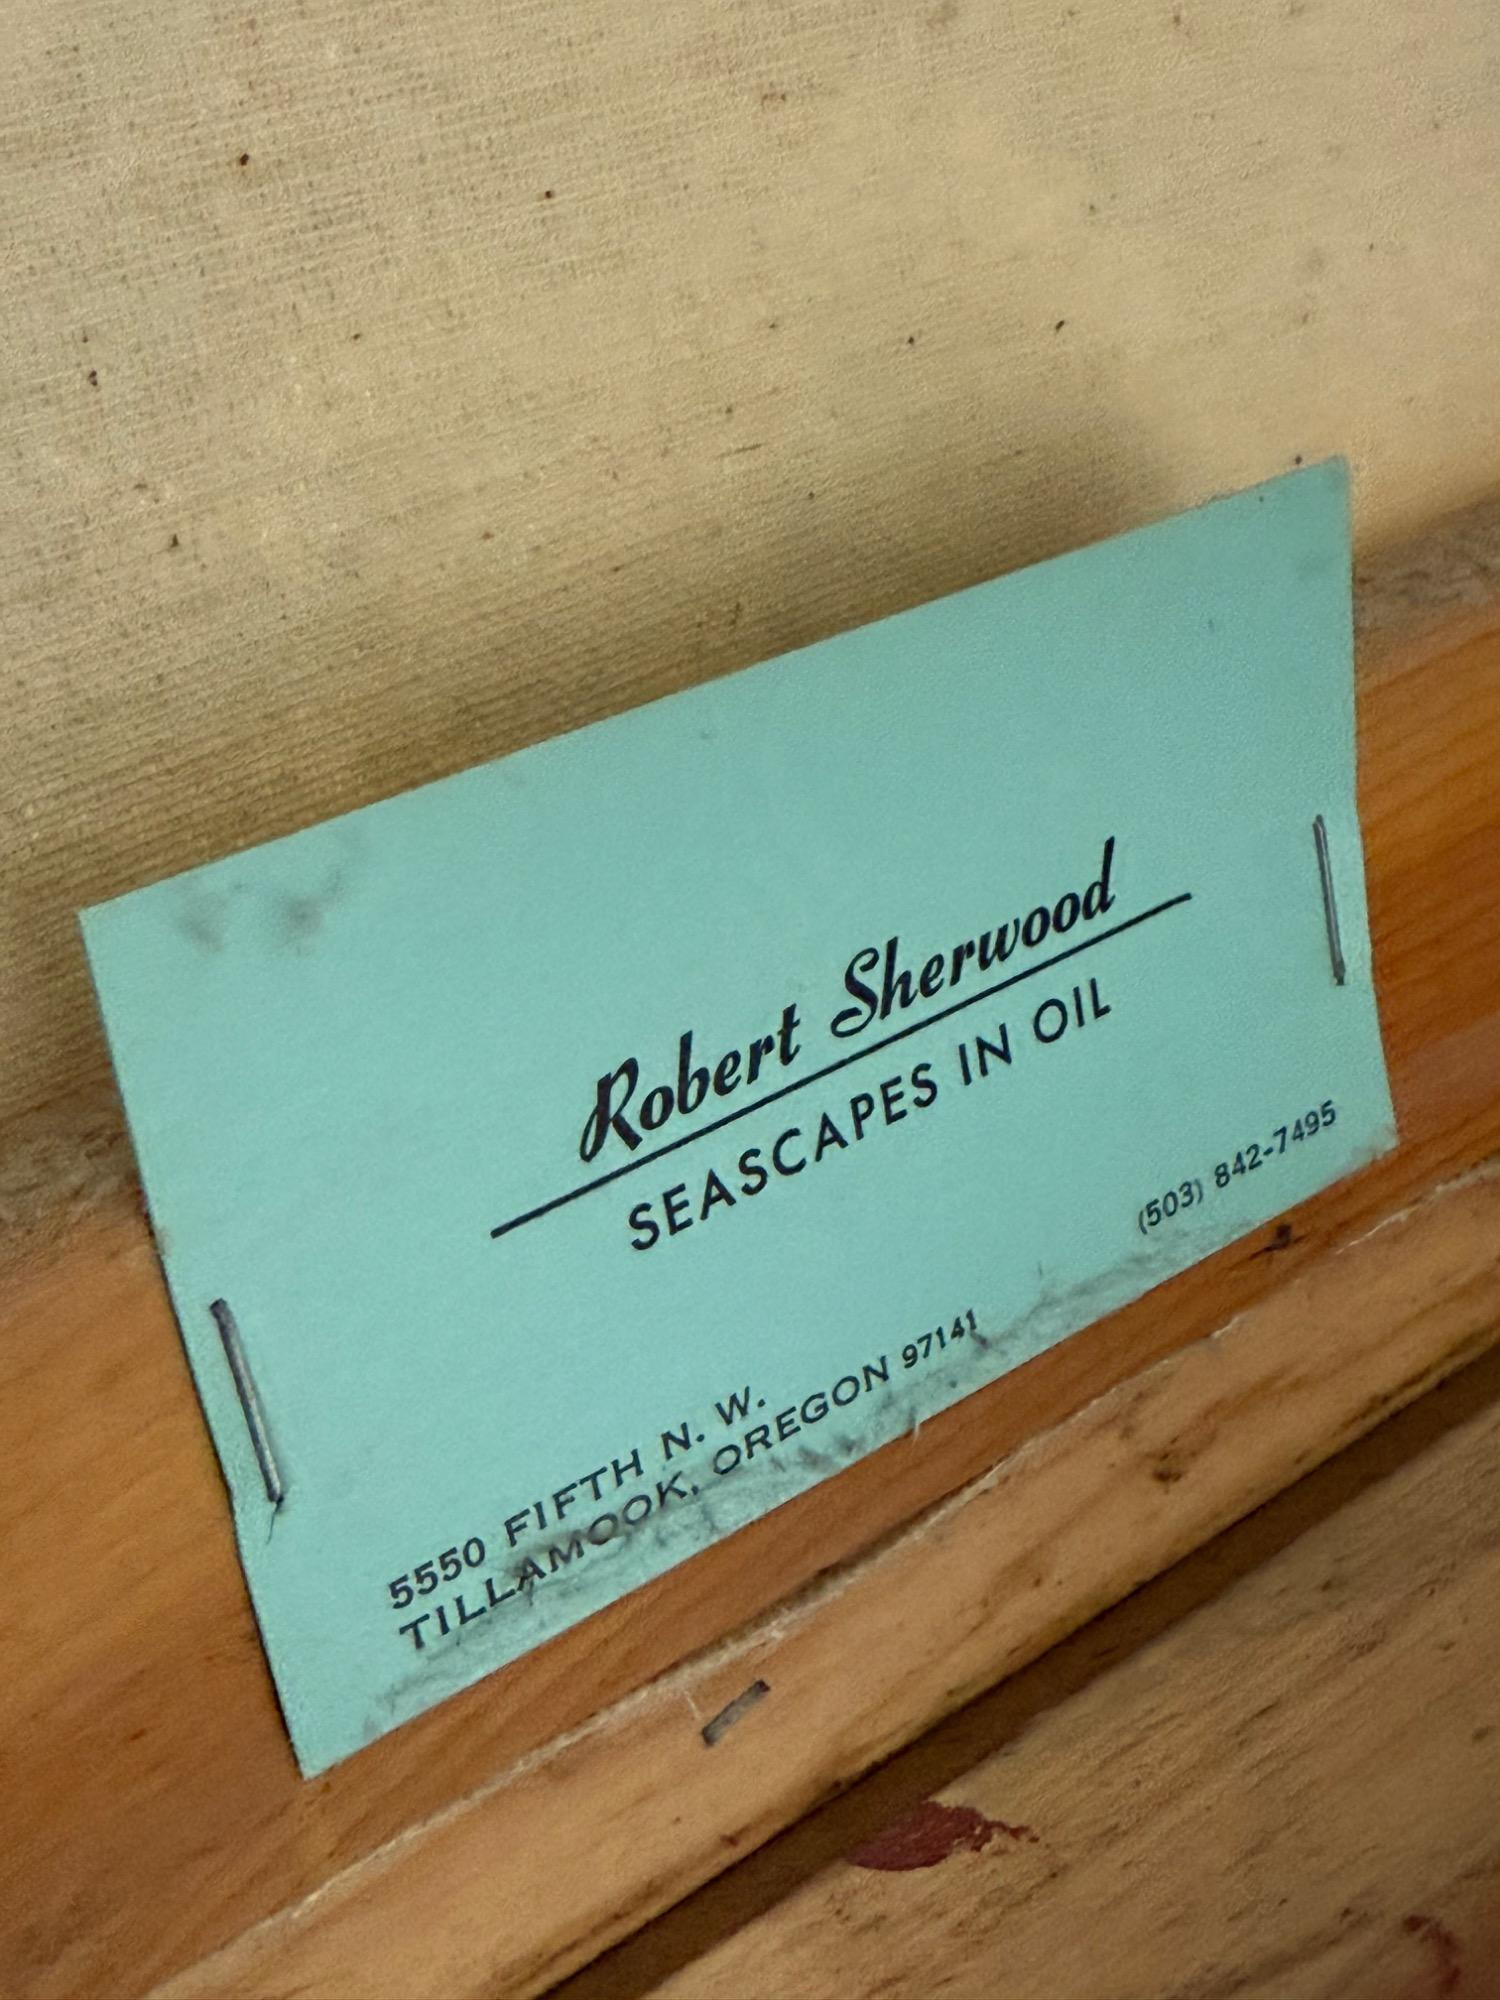 Robert Sherwood
SEASCAPES IN OIL
(503) 842-7495
5550 FIFTH N. W.
TILLAMOOK, OREGON 97141